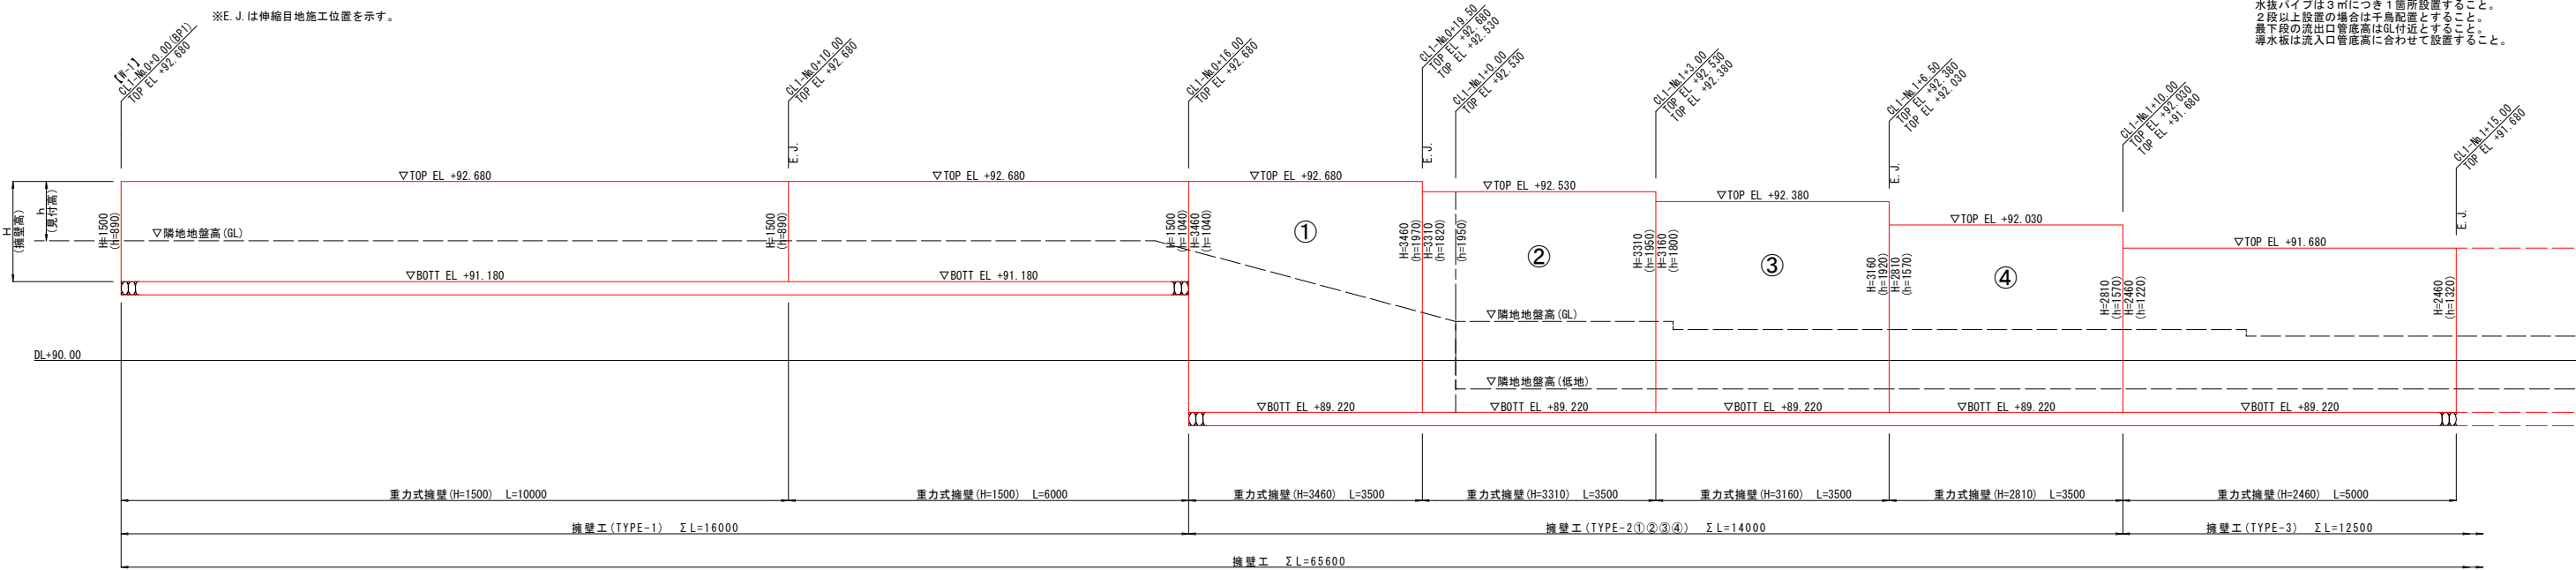 ※E.J.は伸縮目地施工位置を示す。
水抜パイプは3㎡につき1箇所設置すること。
2段以上設置の場合は千鳥配置とすること。
最下段の流出口管底高はGL付近とすること。
導水板は流入口管底高に合わせて設置すること。
【W-1】
CL1-№0+0.00(BP1)
TOP EL +92.680
CL1-№0+10.00
TOP EL +92.680
CL1-№0+16.00
TOP EL +92.680
CL1-№0+19.50
TOP EL +92.680
TOP EL +92.530
CL1-№1+0.00
TOP EL +92.530
CL1-№1+3.00
TOP EL +92.530
TOP EL +92.380
CL1-№1+6.50
TOP EL +92.380
TOP EL +92.030
CL1-№1+10.00
TOP EL +92.030
TOP EL +91.680
CL1-№1+15.00
TOP EL +91.680
E.J.
E.J.
E.J.
E.J.
▽TOP EL +92.680
▽TOP EL +92.680
▽TOP EL +92.680
▽TOP EL +92.530
▽TOP EL +92.380
▽TOP EL +92.030
▽TOP EL +91.680
H
(擁壁高)
h
(見付高)
H=1500
(h=890)
▽隣地地盤高(GL)
H=1500
(h=890)
H=1500
(h=1040)
H=3460
(h=1040)
①
H=3460
(h=1970)
H=3310
(h=1820)
(h=1950)
②
H=3310
(h=1950)
H=3160
(h=1800)
③
H=3160
(h=1920)
H=2810
(h=1570)
④
H=2810
(h=1570)
H=2460
(h=1220)
H=2460
(h=1320)
▽BOTT EL +91.180
▽BOTT EL +91.180
▽隣地地盤高(GL)
DL+90.00
▽隣地地盤高(低地)
▽BOTT EL +89.220
▽BOTT EL +89.220
▽BOTT EL +89.220
▽BOTT EL +89.220
▽BOTT EL +89.220
重力式擁壁(H=1500) L=10000
重力式擁壁(H=1500) L=6000
重力式擁壁(H=3460) L=3500
重力式擁壁(H=3310) L=3500
重力式擁壁(H=3160) L=3500
重力式擁壁(H=2810) L=3500
重力式擁壁(H=2460) L=5000
擁壁工(TYPE-1) ΣL=16000
擁壁工(TYPE-2①②③④) ΣL=14000
擁壁工(TYPE-3) ΣL=12500
擁壁工 ΣL=65600